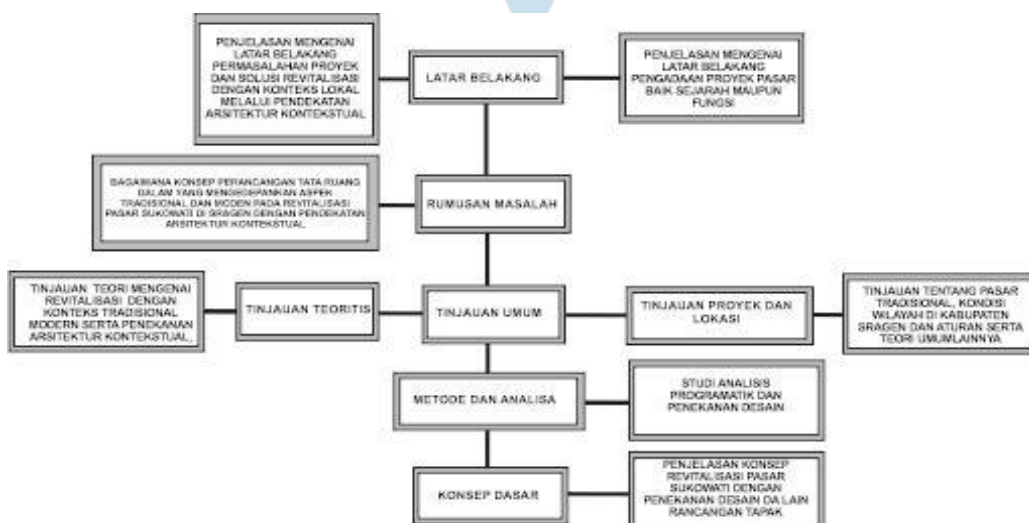 PENJELASAN MENGENAI
LATAR BELAKANG
PERMASALAHAN PROYEK
DAN SOLUSI REVITALISASI
DENGAN KONTEKS LOKAL
MELALUI PENDEKATAN
ARSITEKTUR KONTEKSTUAL
LATAR BELAKANG
PENJELASAN MENGENAI
LATAR BELAKANG
PENGADAAN PROYEK PASAR
BAIK SEJARAH MAUPUN
FUNGSI
BAGAIMANA KONSEP PERANCANGAN TATA RUANG
DALAM YANG MENGEDEPANKAN ASPEK
TRADISIONAL DAN MODEN PADA REVITALISASI
PASAR SUKOWATI DI SRAGEN DENGAN PENDEKATAN
ARSITEKTUR KONTEKSTUAL
RUMUSAN MASALAH
TINJAUAN TEORI MENGENAI
REVITALISASI DENGAN
KONTEKS TRADISIONAL
MODERN SERTA PENEKANAN
ARSITEKTUR KONTEKSTUAL,
TINJAUAN TEORITIS
TINJAUAN UMUM
TINJAUAN PROYEK DAN
LOKASI
TINJAUAN TENTANG PASAR
TRADISIONAL, KONDISI
WILAYAH DI KABUPATEN
SRAGEN DAN ATURAN SERTA
TEORI UMUMLAINNYA
METODE DAN ANALISA
STUDI ANALISIS
PROGRAMATIK DAN
PENEKANAN DESAIN
KONSEP DASAR
PENJELASAN KONSEP
REVITALISASI PASAR
SUKOWATI DENGAN
PENEKANAN DESAIN DA LAIN
RANCANGAN TAPAK